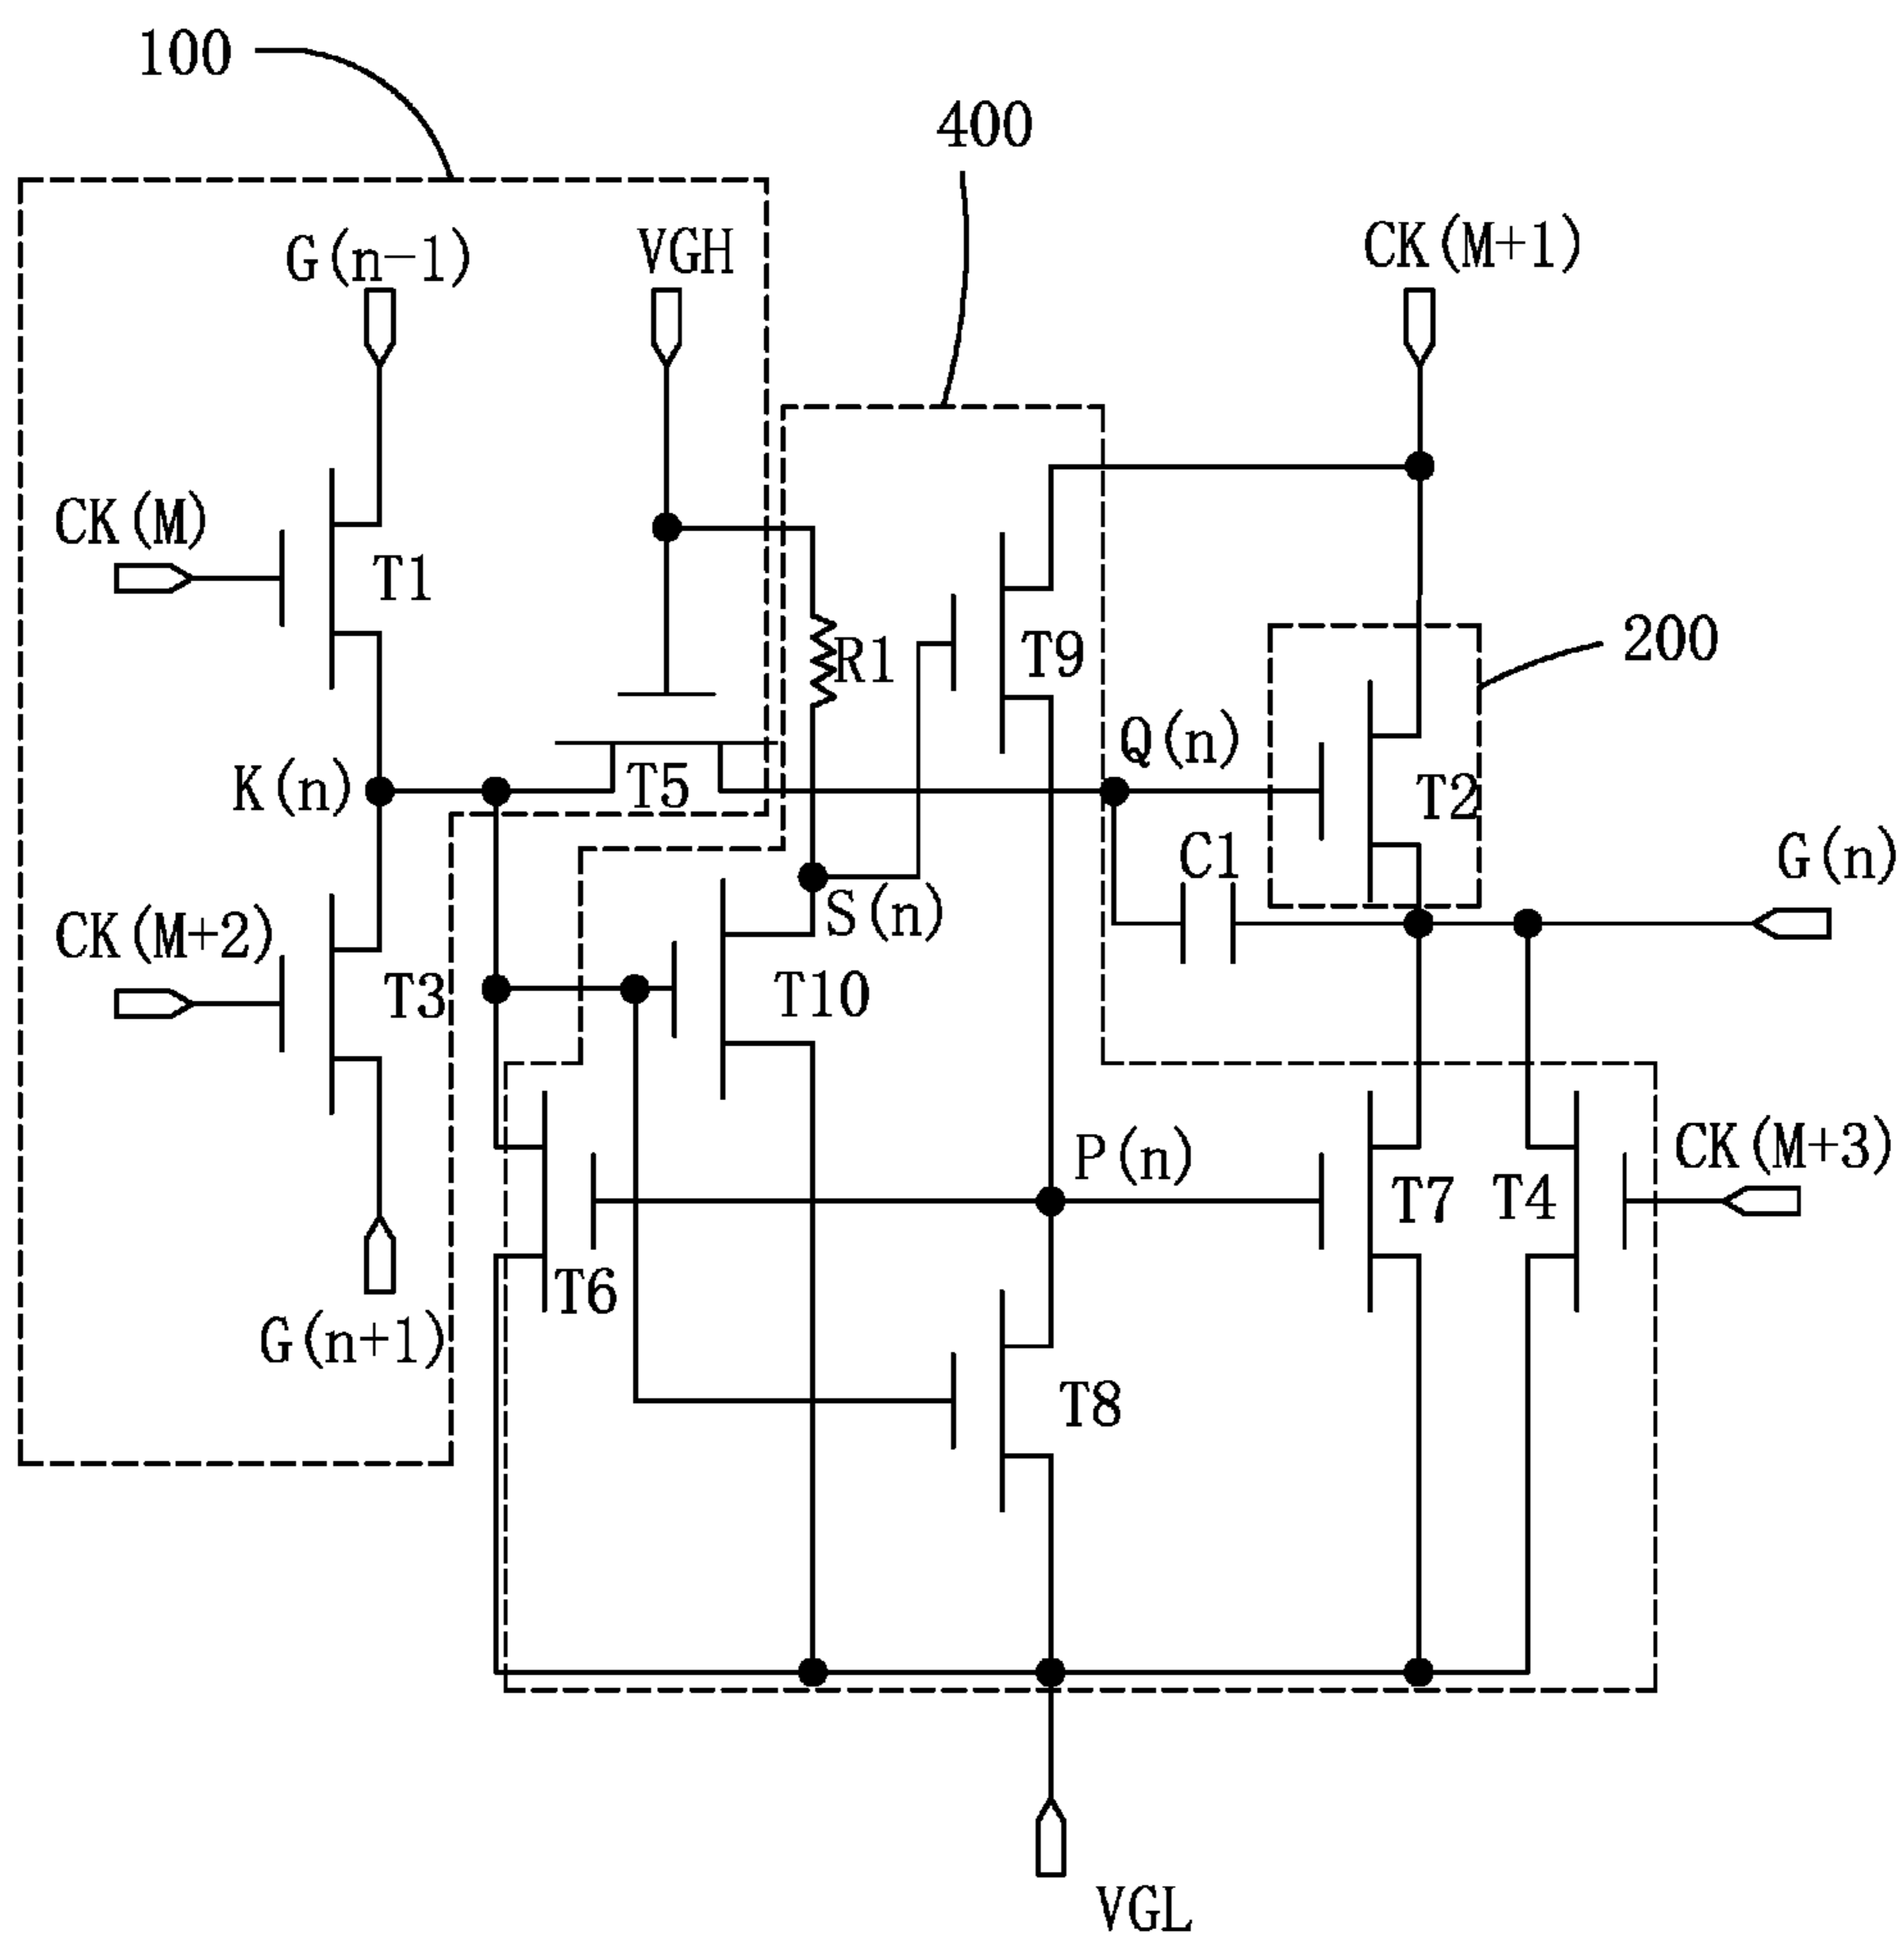 100
400
G(n-1)
VGH
CK(M+1)
CK(M)
T1
R1
T9
200
Q(n)
K(n)
T5
T2
C1
G(n)
CK(M+2)
S(n)
T3
T10
P(n)
CK(M+3)
T7
T4
T6
G(n+1)
T8
VGL